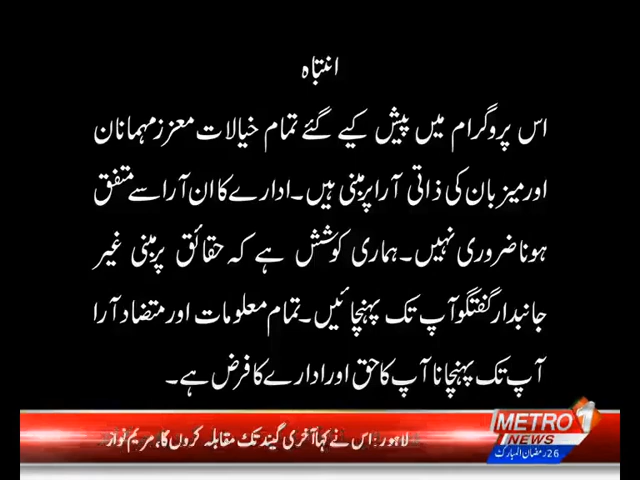 انتباہ
اس پروگرام میں پیش کیے گئے تمام خیالات معزز مہمانان
اور میزبان کی ذاتی آرا پر مبنی ہیں۔ ادارے کا ان آرا سے متفق
ہونا ضروری نہیں۔ ہماری کوشش ہے کہ حقائق پر مبنی غیر
جانبدار گفتگو آپ تک پہنچائیں۔ تمام معلومات اور متضاد آرا
آپ تک پہنچانا آپ کا حق اور ادارے کا فرض ہے۔
لاہور: اس نے کہا آخری گیند تک مقابلہ کروں گا، مریم نواز
METRO 1
NEWS
26 رمضان المبارک